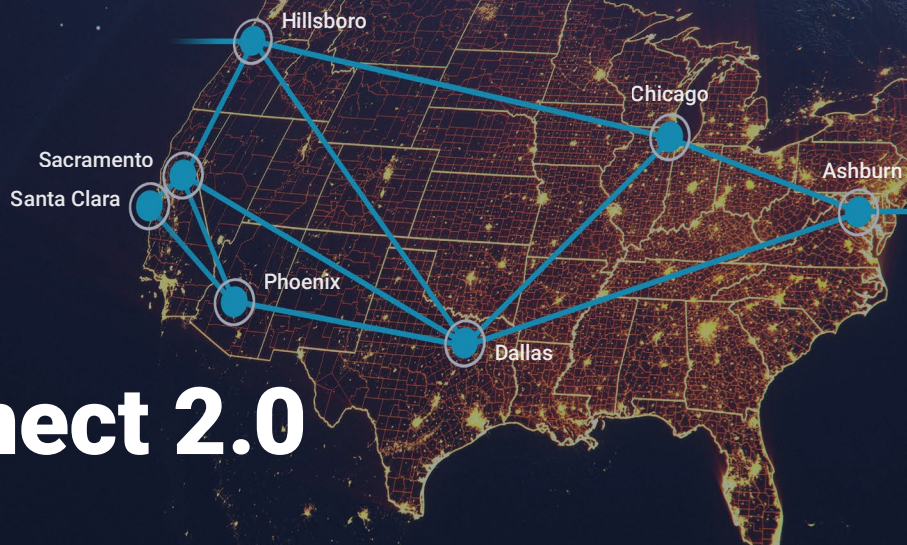 Hillsboro
Chicago
Sacramento
Ashburn
Santa Clara
Phoenix
Dallas
nect 2.0